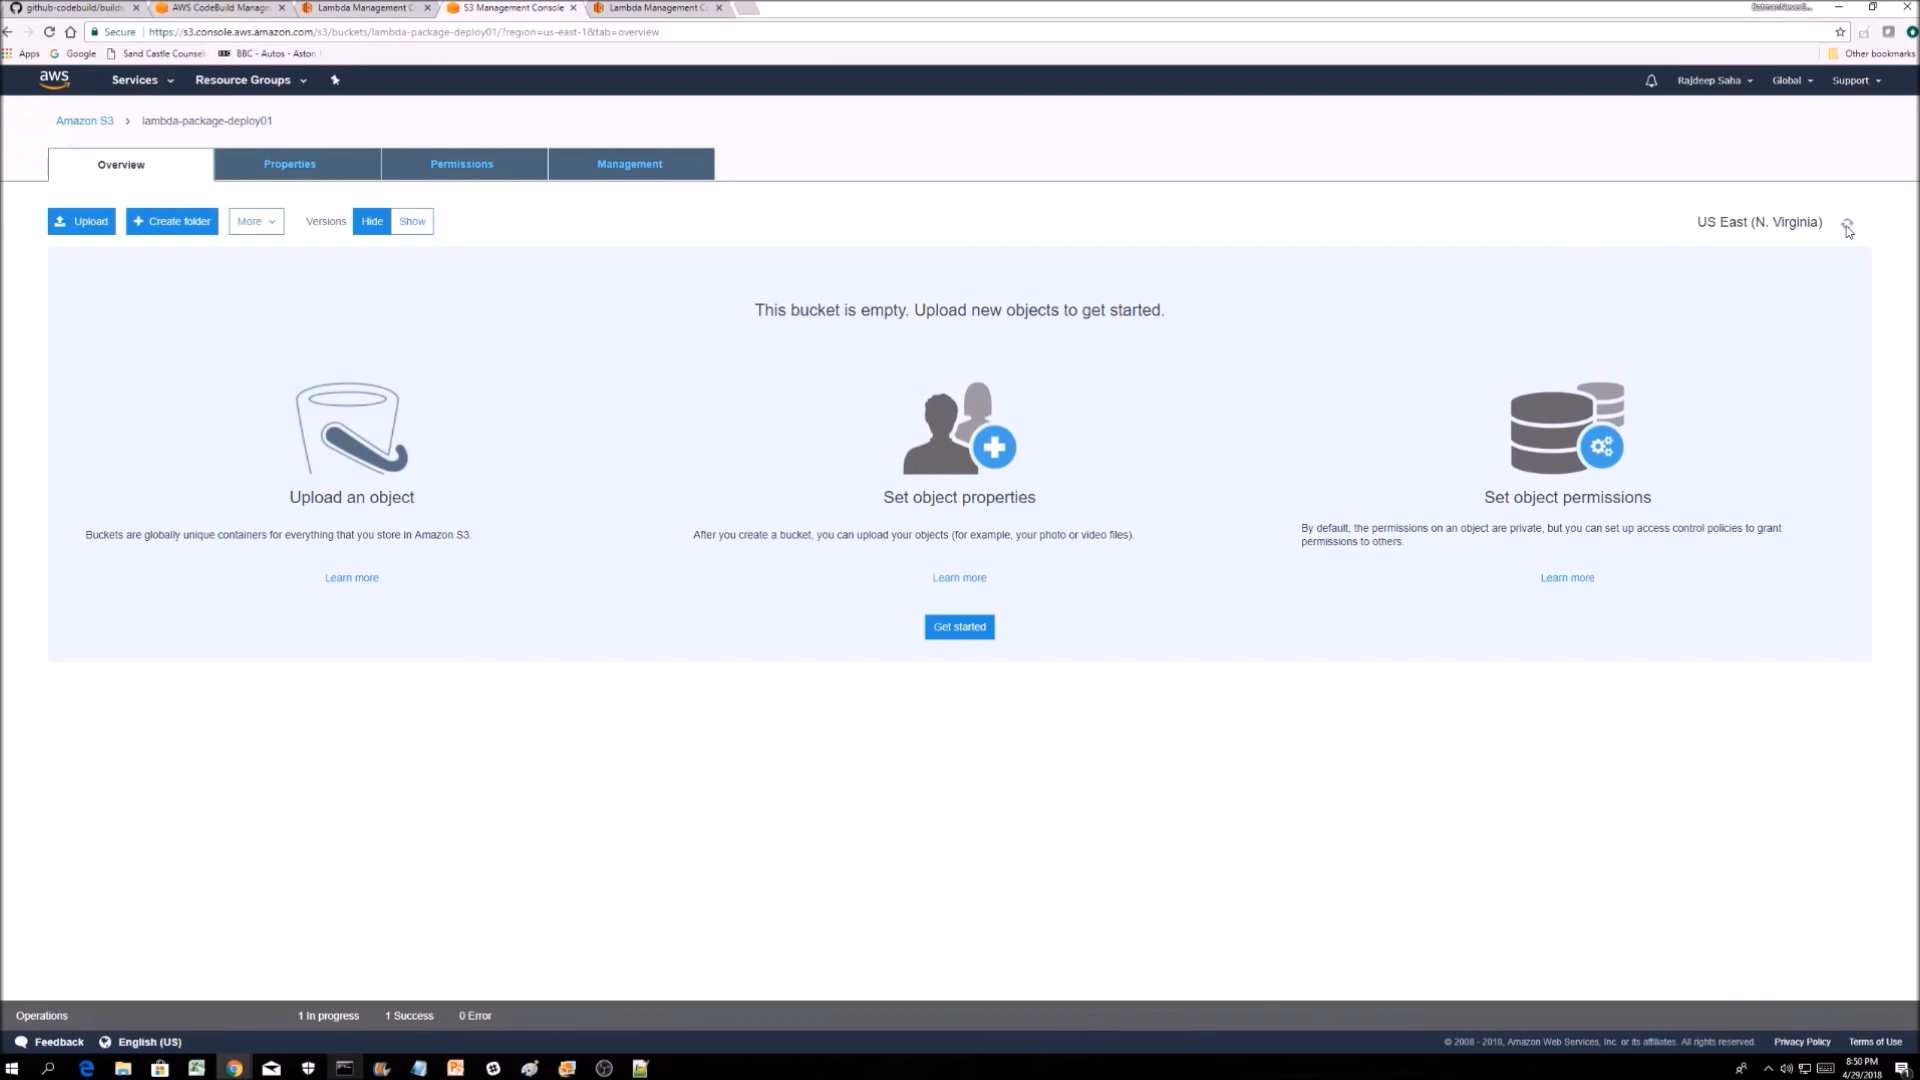 github-codebuild/builds
AWS CodeBuild Manage
Lambda Management C
S3 Management Console
Lambda Management C
Secure
https://s3.console.aws.amazon.com/s3/buckets/lambda-package-deploy01/?region=us-east-1&tab=overview
Apps
Google
Sand Castle Counsel
BBC - Autos - Aston
Other bookmarks
aws
Services
Resource Groups
Rajdeep Saha
Global
Support
Amazon S3 > lambda-package-deploy01
Overview
Properties
Permissions
Management
Upload
+ Create folder
More
Versions
Hide
Show
US East (N. Virginia)
This bucket is empty. Upload new objects to get started.
Upload an object
Buckets are globally unique containers for everything that you store in Amazon S3.
Learn more
Set object properties
After you create a bucket, you can upload your objects (for example, your photo or video files).
Learn more
Set object permissions
By default, the permissions on an object are private, but you can set up access control policies to grant
permissions to others.
Learn more
Get started
Operations
1 In progress
1 Success
0 Error
Feedback
English (US)
© 2008 - 2018, Amazon Web Services, Inc. or its affiliates. All rights reserved.
Privacy Policy
Terms of Use
8:50 PM
4/29/2018